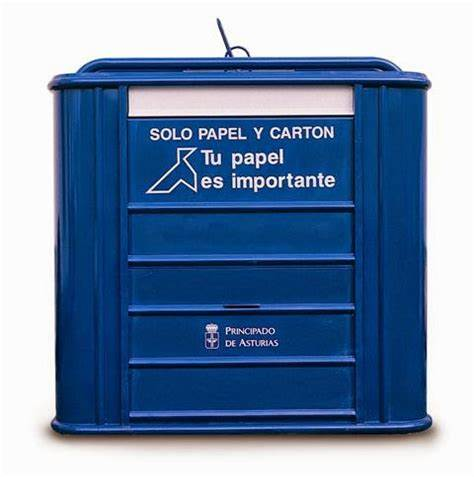 SOLO PAPEL Y CARTON
Tu papel
es importante
PRINCIPADO
DE ASTURIAS